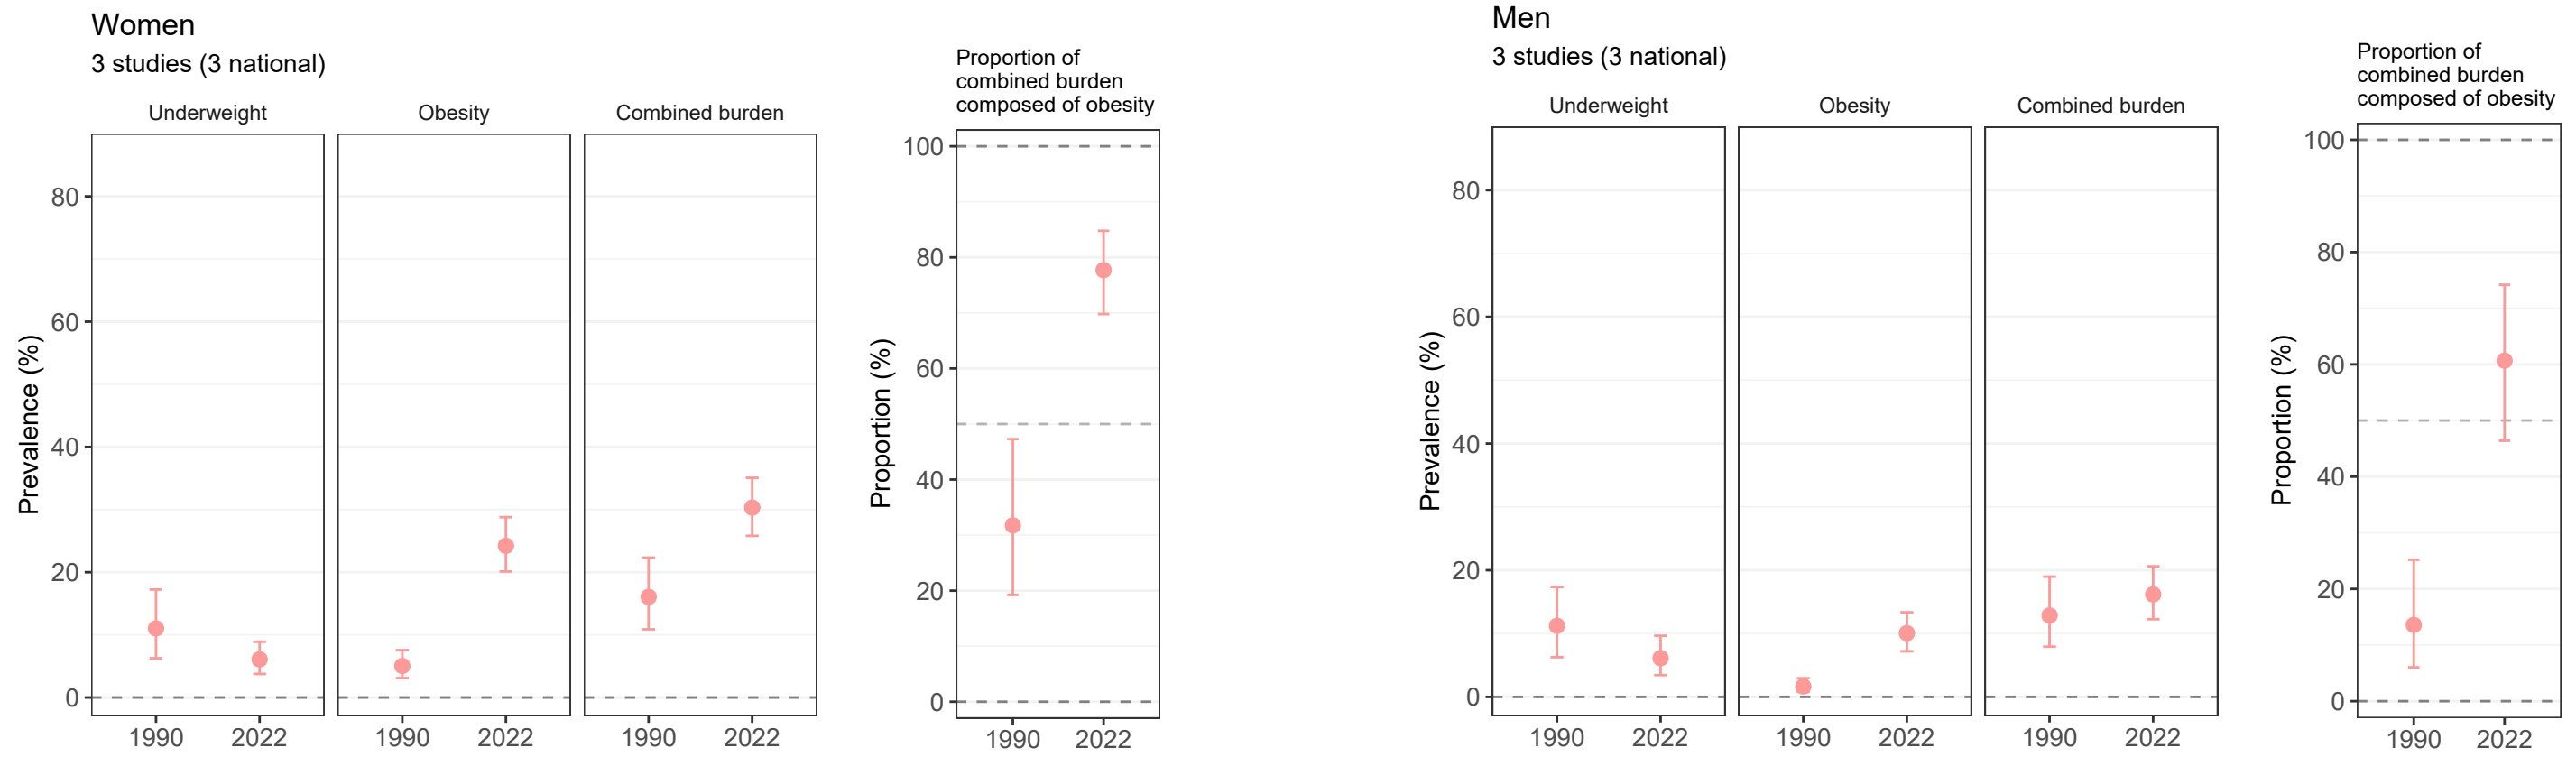 Women
3 studies (3 national)
Underweight
Obesity
Combined burden
Prevalence (%)
80
60
40
20
0
1990 2022
1990 2022
1990 2022
Proportion of
combined burden
composed of obesity
Proportion (%)
100
80
60
40
20
0
1990 2022
Men
3 studies (3 national)
Underweight
Obesity
Combined burden
Prevalence (%)
80
60
40
20
0
1990 2022
1990 2022
1990 2022
Proportion of
combined burden
composed of obesity
Proportion (%)
100
80
60
40
20
0
1990 2022